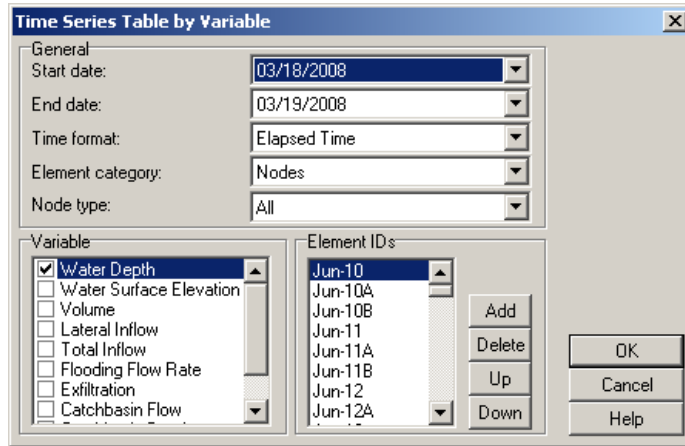 Time Series Table by Variable
General
Start date: 03/18/2008
End date: 03/19/2008
Time format: Elapsed Time
Element category: Nodes
Node type: All
Variable
Water Depth
Water Surface Elevation
Volume
Lateral Inflow
Total Inflow
Flooding Flow Rate
Exfiltration
Catchbasin Flow
Element IDs
Jun-10
Jun-10A
Jun-10B
Jun-11
Jun-11A
Jun-11B
Jun-12
Jun-12A
Add
Delete
Up
Down
OK
Cancel
Help